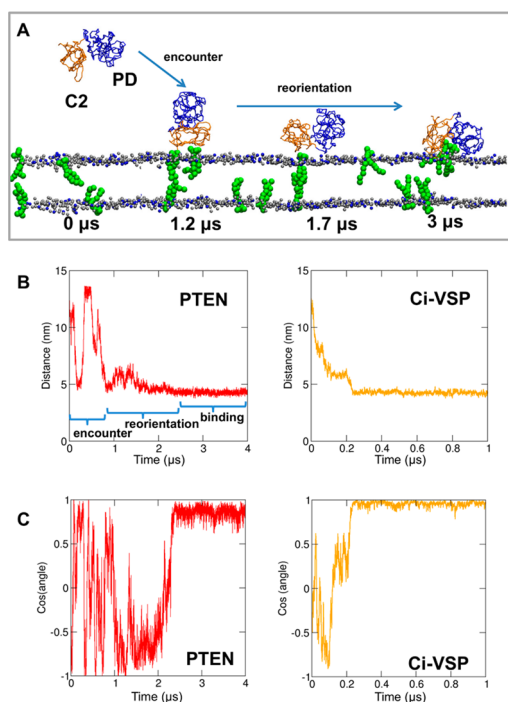 A
encounter
C2
PD
reorientation
0 µs
1.2 µs
1.7 µs
3 µs
B
15
10
5
0
Distance (nm)
PTEN
encounter
reorientation
binding
0
1
2
3
4
Time (µs)
15
10
5
0
Distance (nm)
Ci-VSP
0
0.2
0.4
0.6
0.8
1
Time (µs)
C
1
0.5
0
-0.5
-1
Cos(angle)
PTEN
0
1
2
3
4
Time (µs)
1
0.5
0
-0.5
-1
Cos (angle)
Ci-VSP
0
0.2
0.4
0.6
0.8
1
Time (µs)